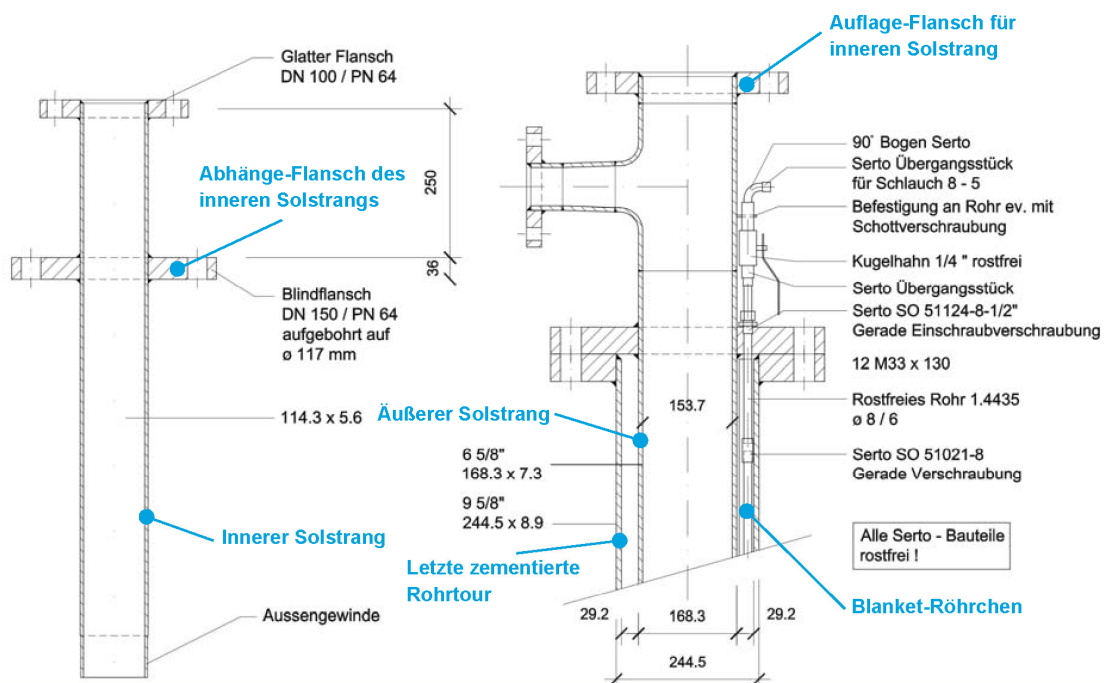 Glatter Flansch
DN 100 / PN 64
Abhänge-Flansch des
inneren Solstrangs
250
36
Blindflansch
DN 150 / PN 64
aufgebohrt auf
ø 117 mm
114.3 x 5.6
Innerer Solstrang
Aussengewinde
Auflage-Flansch für
inneren Solstrang
90° Bogen Serto
Serto Übergangsstück
für Schlauch 8 - 5
Befestigung an Rohr ev. mit
Schottverschraubung
Kugelhahn 1/4 " rostfrei
Serto Übergangsstück
Serto SO 51124-8-1/2"
Gerade Einschraubverschraubung
12 M33 x 130
153.7
Äußerer Solstrang
Rostfreies Rohr 1.4435
ø 8 / 6
6 5/8"
168.3 x 7.3
Serto SO 51021-8
Gerade Verschraubung
9 5/8"
244.5 x 8.9
Letzte zementierte
Rohrtour
Alle Serto - Bauteile
rostfrei !
Blanket-Röhrchen
29.2
168.3
29.2
244.5